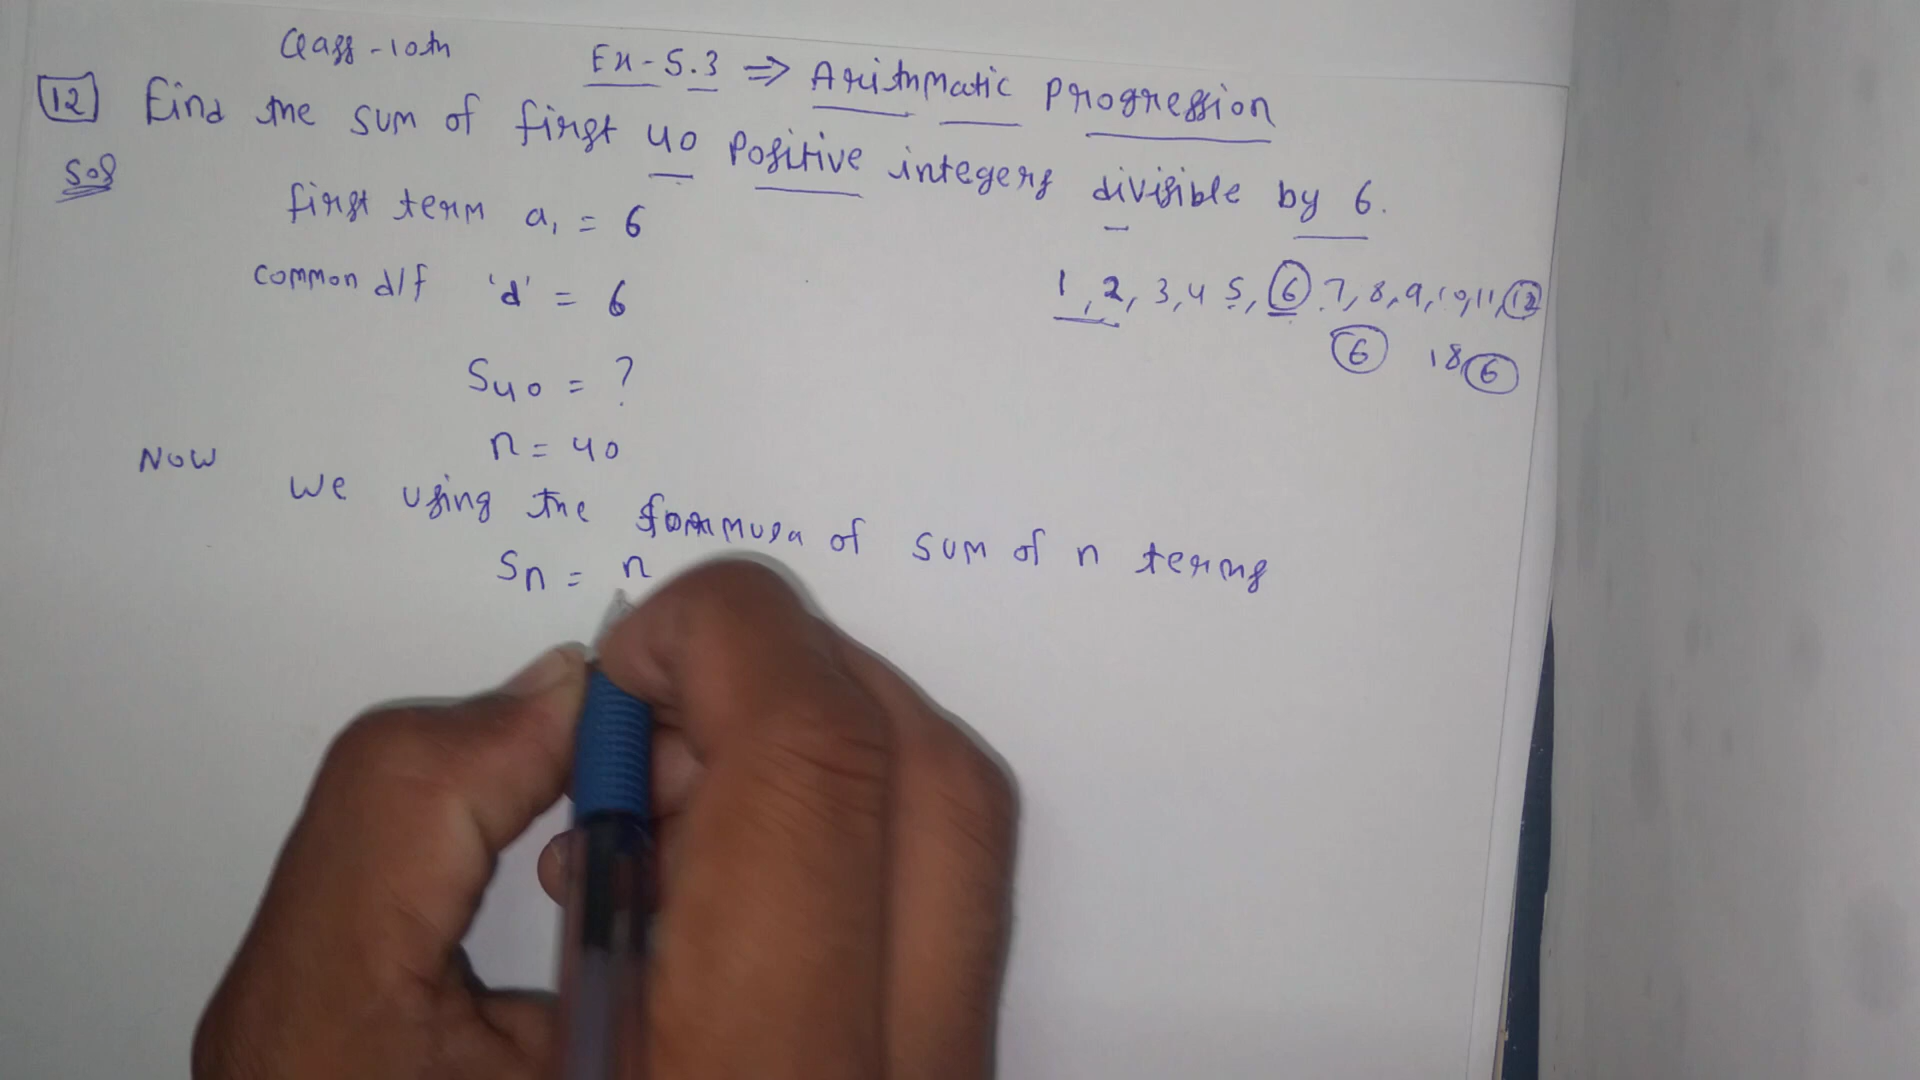 Class - 10th
Ex - 5.3 ⇒ Arithmatic Progression
12 Find the sum of first 40 Positive integers divisible by 6.
Sol
first term a₁ = 6
common d/f 'd' = 6
1, 2, 3, 4 5, 6 7, 8, 9, 10, 11, 12
6 18 6
S₄₀ = ?
n = 40
Now
we using the formula of sum of n terms
Sn = n